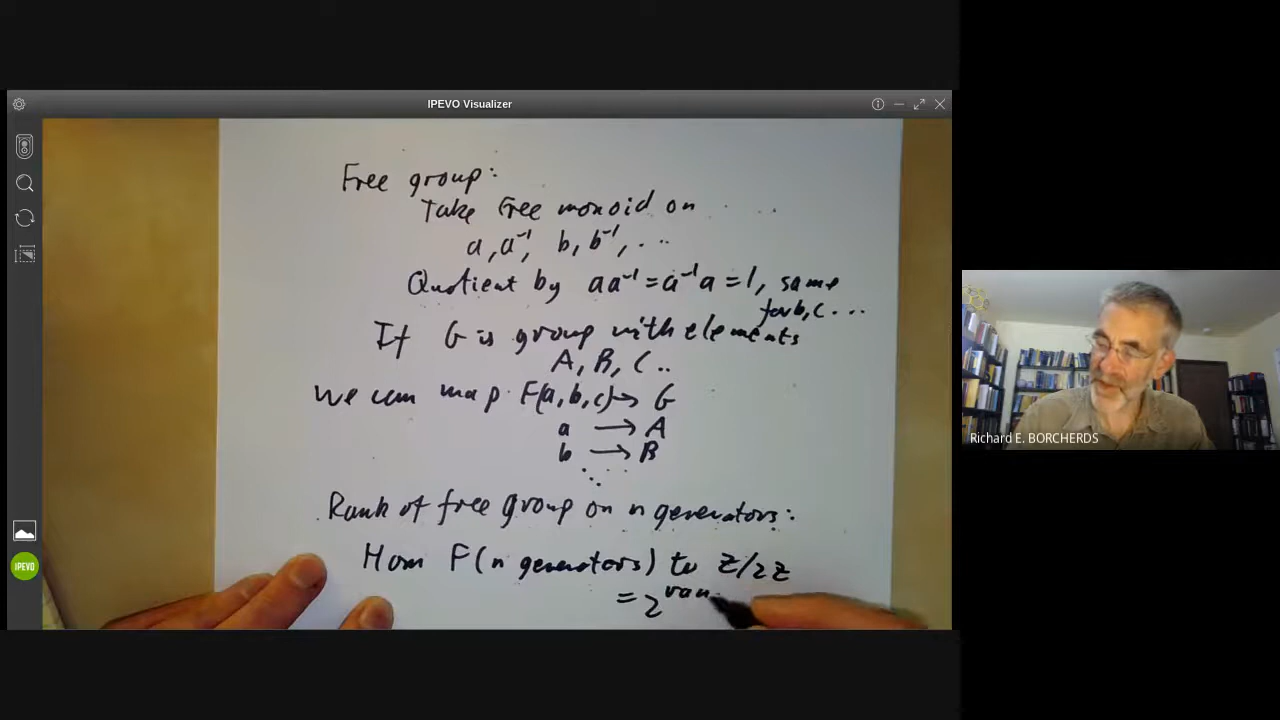 IPEVO Visualizer
Free group:
Take free monoid on
a, a⁻¹, b, b⁻¹, ...
Quotient by aa⁻¹ = a⁻¹a = 1, same
for b, c ...
If G is group with elements
A, B, C ..
We can map F(a, b, c) → G
a → A
b → B
Rank of free group on n generators:
Hom F(n generators) to Z/2Z
= 2^ran
Richard E. BORCHERDS
IPEVO